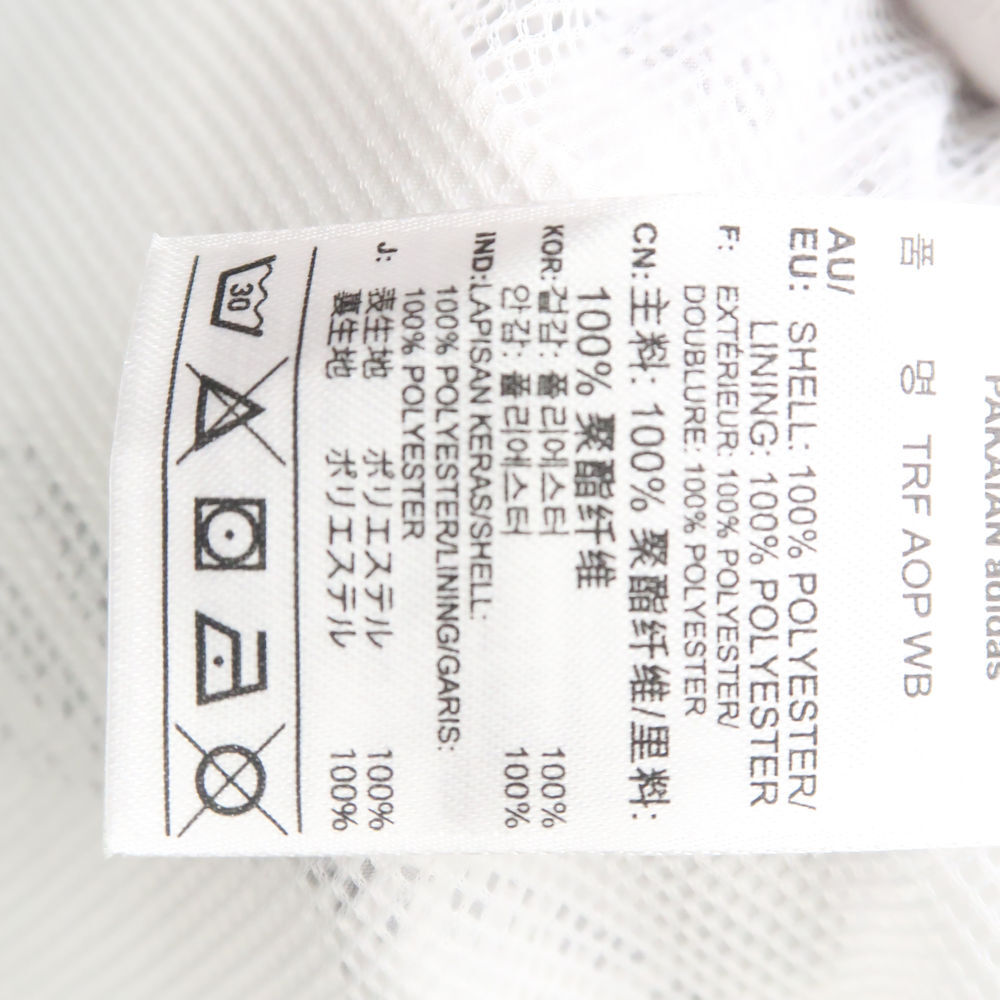 PAKAIAN adidas
품 명 TRF AOP WB
AU/
EU: SHELL: 100% POLYESTER/
LINING: 100% POLYESTER
F: EXTÉRIEUR: 100% POLYESTER/
DOUBLURE: 100% POLYESTER
CN: 主料: 100% 聚酯纤维/里料:
100% 聚酯纤维
KOR: 겉감: 폴리에스터 100%
안감: 폴리에스터 100%
IND: LAPISAN KERAS/SHELL:
100% POLYESTER/LINING/GARIS:
100% POLYESTER
J: 表生地 ポリエステル 100%
裏生地 ポリエステル 100%
30